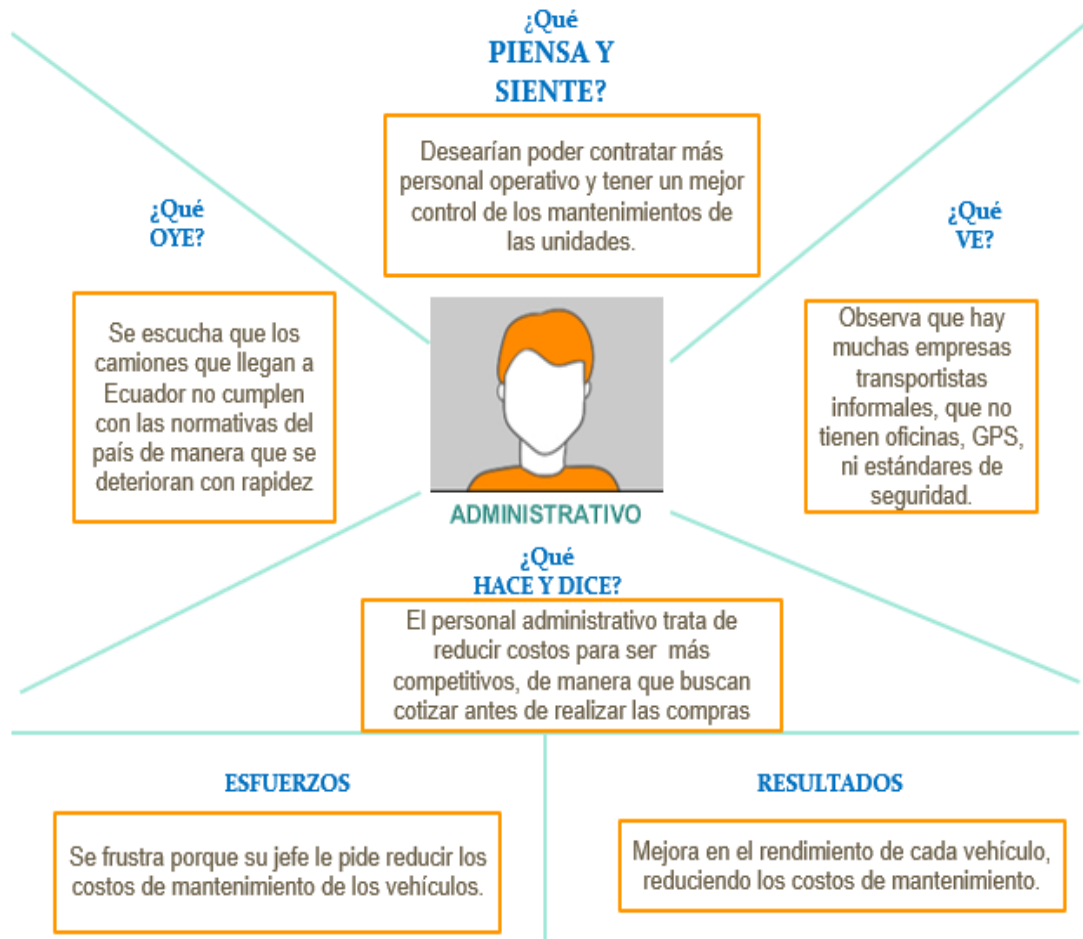 ¿Qué
PIENSA Y
SIENTE?
Desearían poder contratar más
personal operativo y tener un mejor
control de los mantenimientos de
las unidades.
¿Qué
OYE?
Se escucha que los
camiones que llegan a
Ecuador no cumplen
con las normativas del
país de manera que se
deterioran con rapidez
¿Qué
VE?
Observa que hay
muchas empresas
transportistas
informales, que no
tienen oficinas, GPS,
ni estándares de
seguridad.
ADMINISTRATIVO
¿Qué
HACE Y DICE?
El personal administrativo trata de
reducir costos para ser más
competitivos, de manera que buscan
cotizar antes de realizar las compras
ESFUERZOS
Se frustra porque su jefe le pide reducir los
costos de mantenimiento de los vehículos.
RESULTADOS
Mejora en el rendimiento de cada vehículo,
reduciendo los costos de mantenimiento.